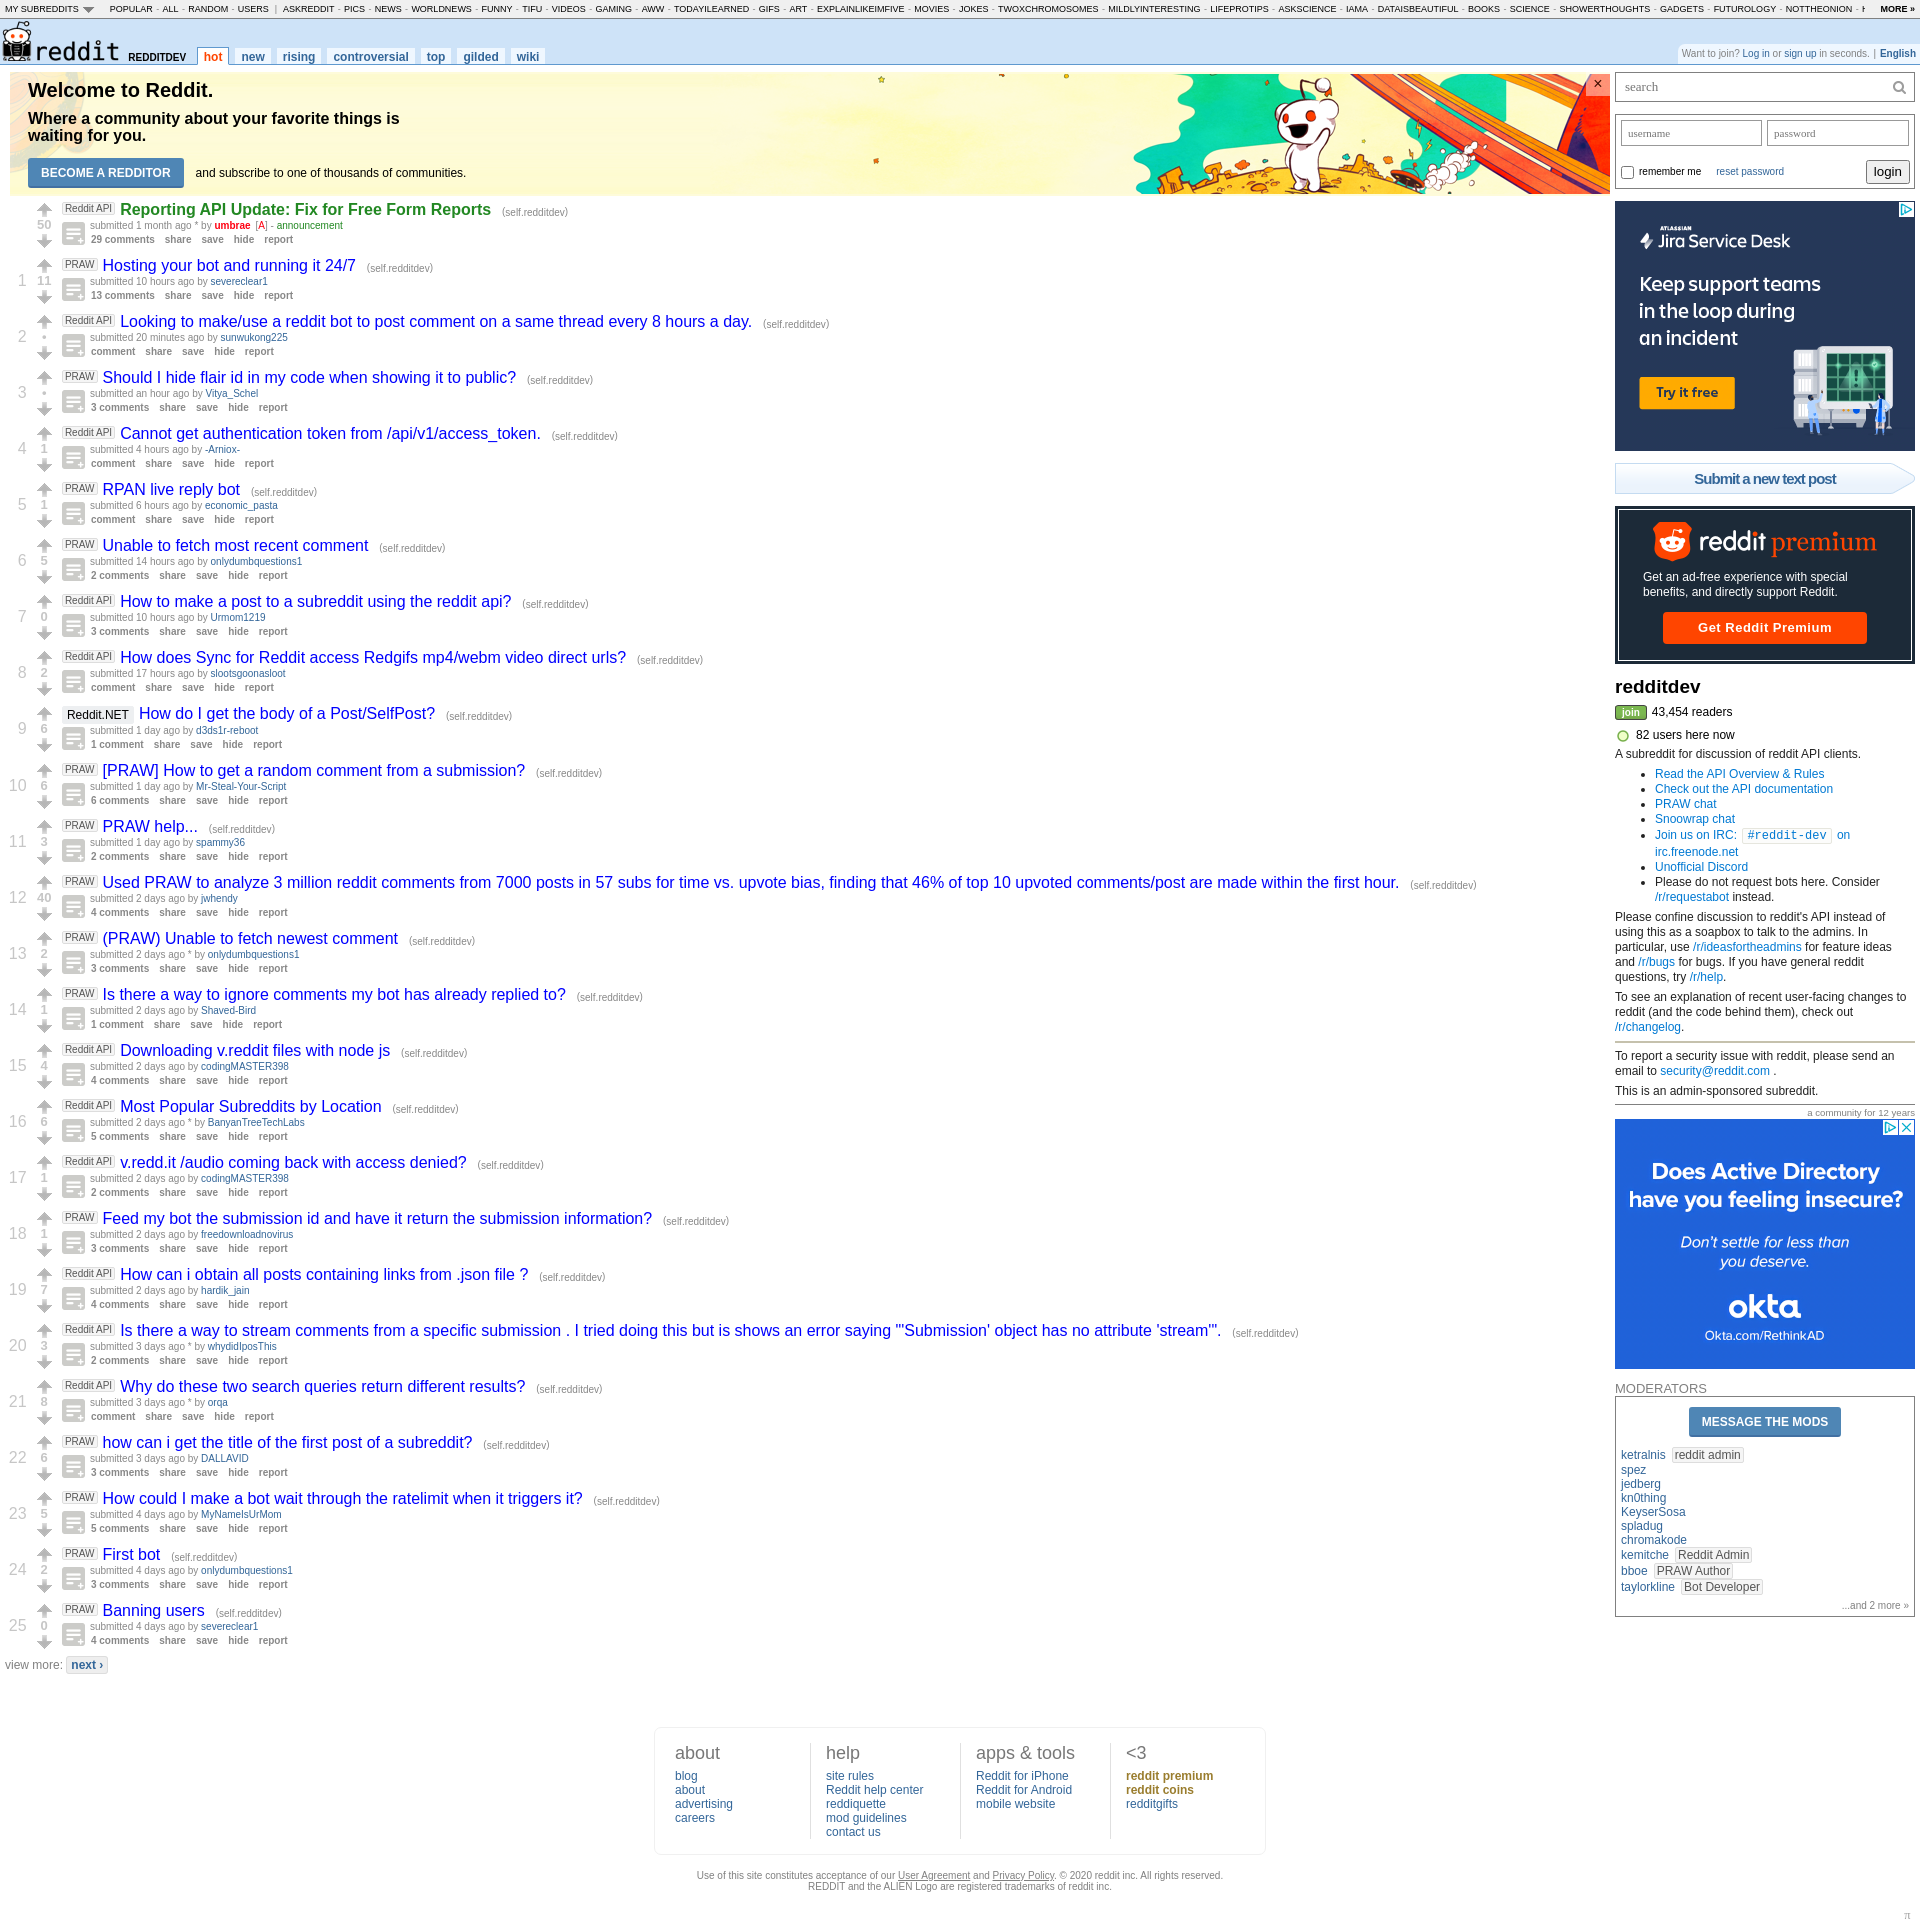 MY SUBREDDITS POPULAR - ALL - RANDOM - USERS | ASKREDDIT - PICS - NEWS - WORLDNEWS - FUNNY - TIFU - VIDEOS - GAMING - AWW - TODAYILEARNED - GIFS - ART - EXPLAINLIKEIMFIVE - MOVIES - JOKES - TWOXCHROMOSOMES - MILDLYINTERESTING - LIFEPROTIPS - ASKSCIENCE - IAMA - DATAISBEAUTIFUL - BOOKS - SCIENCE - SHOWERTHOUGHTS - GADGETS - FUTUROLOGY - NOTTHEONION - MORE »
reddit REDDITDEV hot new rising controversial top gilded wiki
Want to join? Log in or sign up in seconds. | English
Welcome to Reddit.
Where a community about your favorite things is
waiting for you.
BECOME A REDDITOR and subscribe to one of thousands of communities.
×
50
Reddit API Reporting API Update: Fix for Free Form Reports (self.redditdev)
submitted 1 month ago * by umbrae [A] - announcement
29 comments share save hide report
1 11
PRAW Hosting your bot and running it 24/7 (self.redditdev)
submitted 10 hours ago by severeclear1
13 comments share save hide report
2 •
Reddit API Looking to make/use a reddit bot to post comment on a same thread every 8 hours a day. (self.redditdev)
submitted 20 minutes ago by sunwukong225
comment share save hide report
3 •
PRAW Should I hide flair id in my code when showing it to public? (self.redditdev)
submitted an hour ago by Vitya_Schel
3 comments share save hide report
4 1
Reddit API Cannot get authentication token from /api/v1/access_token. (self.redditdev)
submitted 4 hours ago by -Arniox-
comment share save hide report
5 1
PRAW RPAN live reply bot (self.redditdev)
submitted 6 hours ago by economic_pasta
comment share save hide report
6 5
PRAW Unable to fetch most recent comment (self.redditdev)
submitted 14 hours ago by onlydumbquestions1
2 comments share save hide report
7 0
Reddit API How to make a post to a subreddit using the reddit api? (self.redditdev)
submitted 10 hours ago by Urmom1219
3 comments share save hide report
8 2
Reddit API How does Sync for Reddit access Redgifs mp4/webm video direct urls? (self.redditdev)
submitted 17 hours ago by slootsgoonasloot
comment share save hide report
9 6
Reddit.NET How do I get the body of a Post/SelfPost? (self.redditdev)
submitted 1 day ago by d3ds1r-reboot
1 comment share save hide report
10 6
PRAW [PRAW] How to get a random comment from a submission? (self.redditdev)
submitted 1 day ago by Mr-Steal-Your-Script
6 comments share save hide report
11 3
PRAW PRAW help... (self.redditdev)
submitted 1 day ago by spammy36
2 comments share save hide report
12 40
PRAW Used PRAW to analyze 3 million reddit comments from 7000 posts in 57 subs for time vs. upvote bias, finding that 46% of top 10 upvoted comments/post are made within the first hour. (self.redditdev)
submitted 2 days ago by jwhendy
4 comments share save hide report
13 2
PRAW (PRAW) Unable to fetch newest comment (self.redditdev)
submitted 2 days ago * by onlydumbquestions1
3 comments share save hide report
14 1
PRAW Is there a way to ignore comments my bot has already replied to? (self.redditdev)
submitted 2 days ago by Shaved-Bird
1 comment share save hide report
15 4
Reddit API Downloading v.reddit files with node js (self.redditdev)
submitted 2 days ago by codingMASTER398
4 comments share save hide report
16 6
Reddit API Most Popular Subreddits by Location (self.redditdev)
submitted 2 days ago * by BanyanTreeTechLabs
5 comments share save hide report
17 1
Reddit API v.redd.it /audio coming back with access denied? (self.redditdev)
submitted 2 days ago by codingMASTER398
2 comments share save hide report
18 1
PRAW Feed my bot the submission id and have it return the submission information? (self.redditdev)
submitted 2 days ago by freedownloadnovirus
3 comments share save hide report
19 7
Reddit API How can i obtain all posts containing links from .json file ? (self.redditdev)
submitted 2 days ago by hardik_jain
4 comments share save hide report
20 3
Reddit API Is there a way to stream comments from a specific submission . I tried doing this but is shows an error saying "'Submission' object has no attribute 'stream'". (self.redditdev)
submitted 3 days ago * by whydidIposThis
2 comments share save hide report
21 8
Reddit API Why do these two search queries return different results? (self.redditdev)
submitted 3 days ago * by orqa
comment share save hide report
22 6
PRAW how can i get the title of the first post of a subreddit? (self.redditdev)
submitted 3 days ago by DALLAVID
3 comments share save hide report
23 5
PRAW How could I make a bot wait through the ratelimit when it triggers it? (self.redditdev)
submitted 4 days ago by MyNameIsUrMom
5 comments share save hide report
24 2
PRAW First bot (self.redditdev)
submitted 4 days ago by onlydumbquestions1
3 comments share save hide report
25 0
PRAW Banning users (self.redditdev)
submitted 4 days ago by severeclear1
4 comments share save hide report
view more: next ›
search
username password
remember me reset password login
ATLASSIAN
Jira Service Desk
Keep support teams
in the loop during
an incident
Try it free
Submit a new text post
reddit premium
Get an ad-free experience with special
benefits, and directly support Reddit.
Get Reddit Premium
redditdev
join 43,454 readers
82 users here now
A subreddit for discussion of reddit API clients.
• Read the API Overview & Rules
• Check out the API documentation
• PRAW chat
• Snoowrap chat
• Join us on IRC: #reddit-dev on
irc.freenode.net
• Unofficial Discord
• Please do not request bots here. Consider
/r/requestabot instead.
Please confine discussion to reddit's API instead of
using this as a soapbox to talk to the admins. In
particular, use /r/ideasfortheadmins for feature ideas
and /r/bugs for bugs. If you have general reddit
questions, try /r/help.
To see an explanation of recent user-facing changes to
reddit (and the code behind them), check out
/r/changelog.
To report a security issue with reddit, please send an
email to security@reddit.com .
This is an admin-sponsored subreddit.
a community for 12 years
Does Active Directory
have you feeling insecure?
Don't settle for less than
you deserve.
okta
Okta.com/RethinkAD
MODERATORS
MESSAGE THE MODS
ketralnis reddit admin
spez
jedberg
kn0thing
KeyserSosa
spladug
chromakode
kemitche Reddit Admin
bboe PRAW Author
taylorkline Bot Developer
...and 2 more »
about
blog
about
advertising
careers
help
site rules
Reddit help center
reddiquette
mod guidelines
contact us
apps & tools
Reddit for iPhone
Reddit for Android
mobile website
<3
reddit premium
reddit coins
redditgifts
Use of this site constitutes acceptance of our User Agreement and Privacy Policy. © 2020 reddit inc. All rights reserved.
REDDIT and the ALIEN Logo are registered trademarks of reddit inc.
π